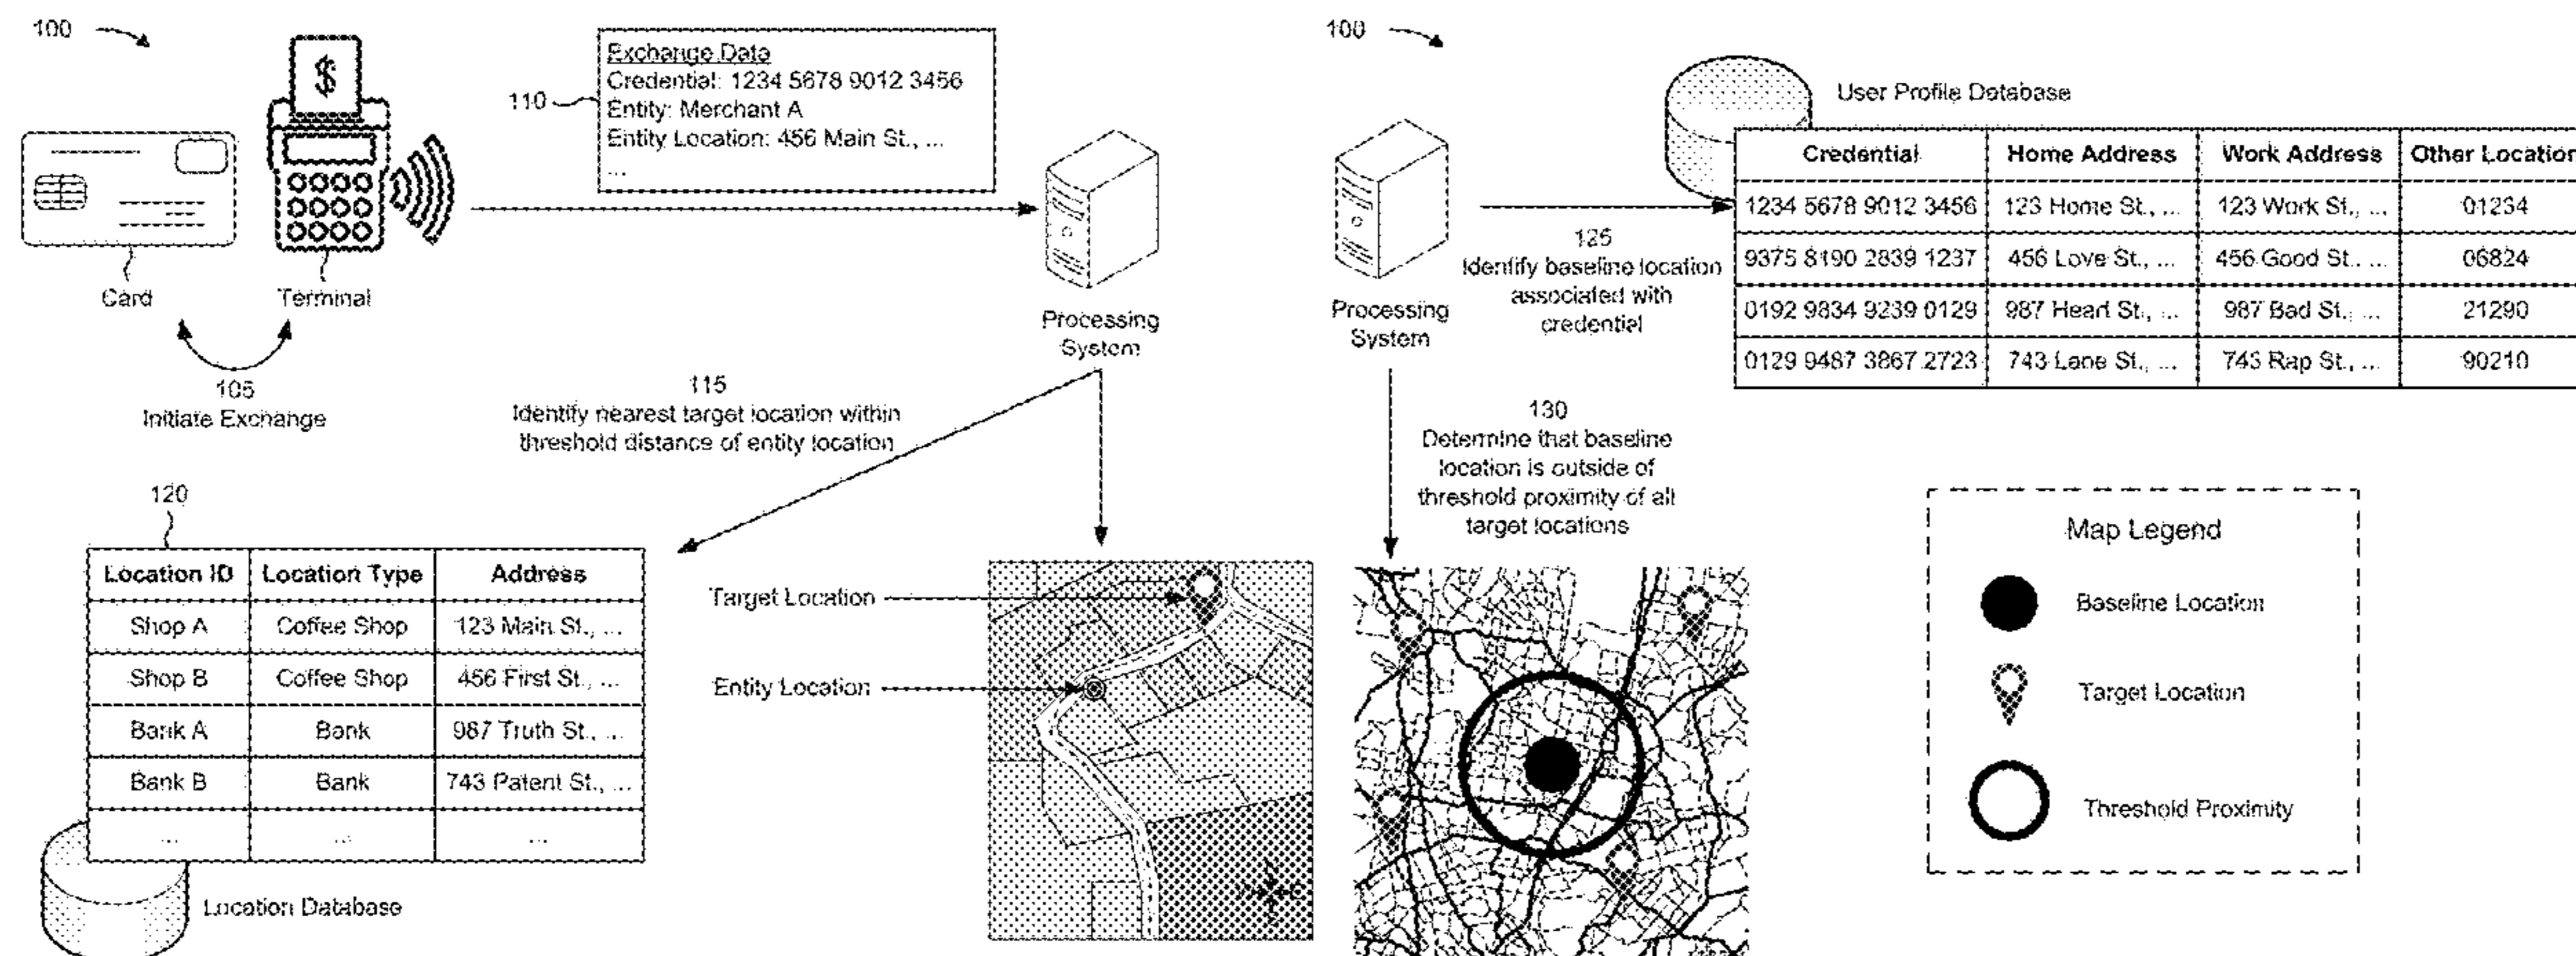 100
$
Card
Terminal
105
Initiate Exchange
110
Exchange Data
Credential: 1234 5678 9012 3456
Entity: Merchant A
Entity Location: 456 Main St., ...
...
Processing
System
115
Identify nearest target location within
threshold distance of entity location
120
Location ID Location Type Address
Shop A Coffee Shop 123 Main St., ...
Shop B Coffee Shop 456 First St., ...
Bank A Bank 987 Truth St., ...
Bank B Bank 743 Patent St., ...
... ... ...
Location Database
Target Location
Entity Location
100
Processing
System
125
Identify baseline location
associated with
credential
User Profile Database
Credential Home Address Work Address Other Location
1234 5678 9012 3456 123 Home St., ... 123 Work St., ... 01234
9375 8190 2839 1237 456 Love St., ... 456 Good St., ... 06824
0192 9834 9239 0129 987 Heart St., ... 987 Bad St., ... 21290
0129 9487 3867 2723 743 Lane St., ... 743 Rap St., ... 90210
130
Determine that baseline
location is outside of
threshold proximity of all
target locations
Map Legend
Baseline Location
Target Location
Threshold Proximity